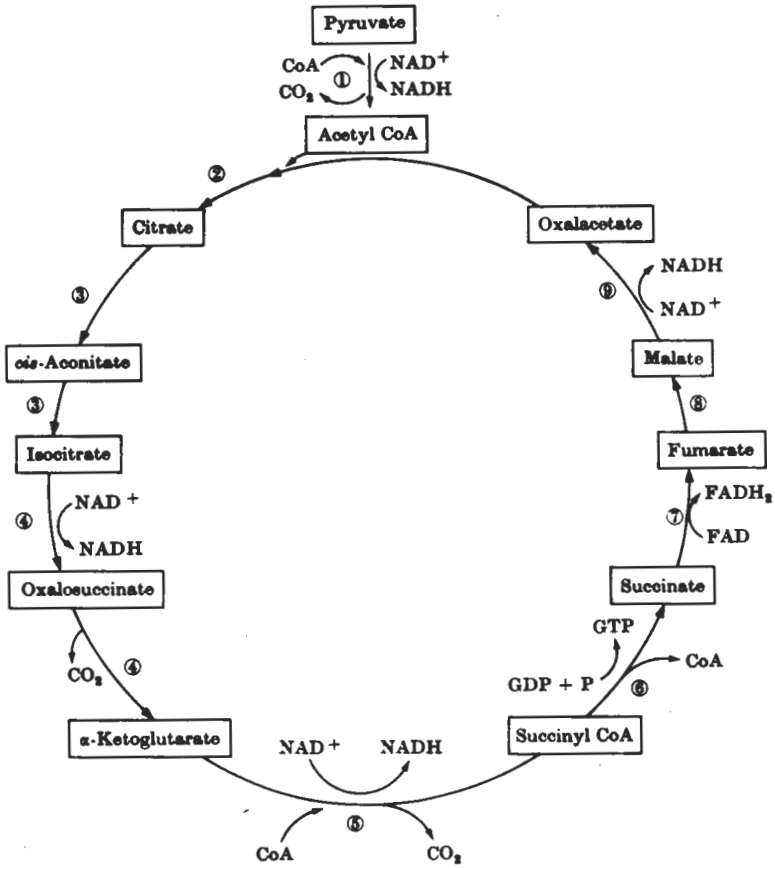 Pyruvate
CoA
NAD+
①
CO₂
NADH
Acetyl CoA
②
Citrate
Oxalacetate
NADH
③
⑨
NAD+
cis-Aconitate
Malate
③
⑧
Isocitrate
Fumarate
NAD+
FADH₂
④
⑦
NADH
FAD
Oxalosuccinate
Succinate
GTP
④
CO₂
CoA
GDP + P
⑥
α-Ketoglutarate
Succinyl CoA
NAD+
NADH
⑤
CoA
CO₂